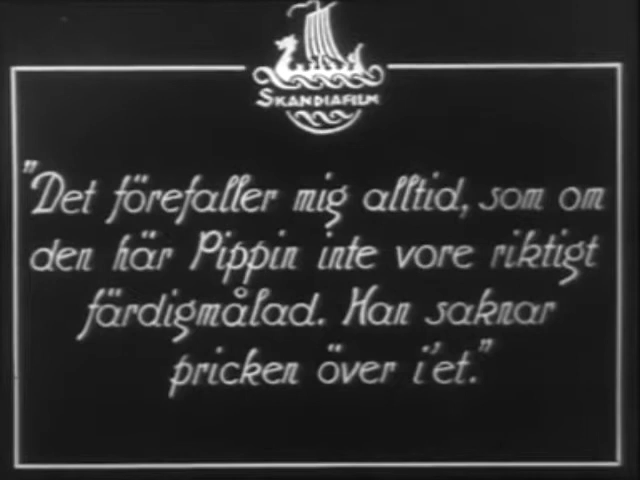 SKANDIAFILM
"Det förefaller mig alltid, som om
den här Pippin inte vore riktigt
färdigmålad. Han saknar
pricken över i'et."